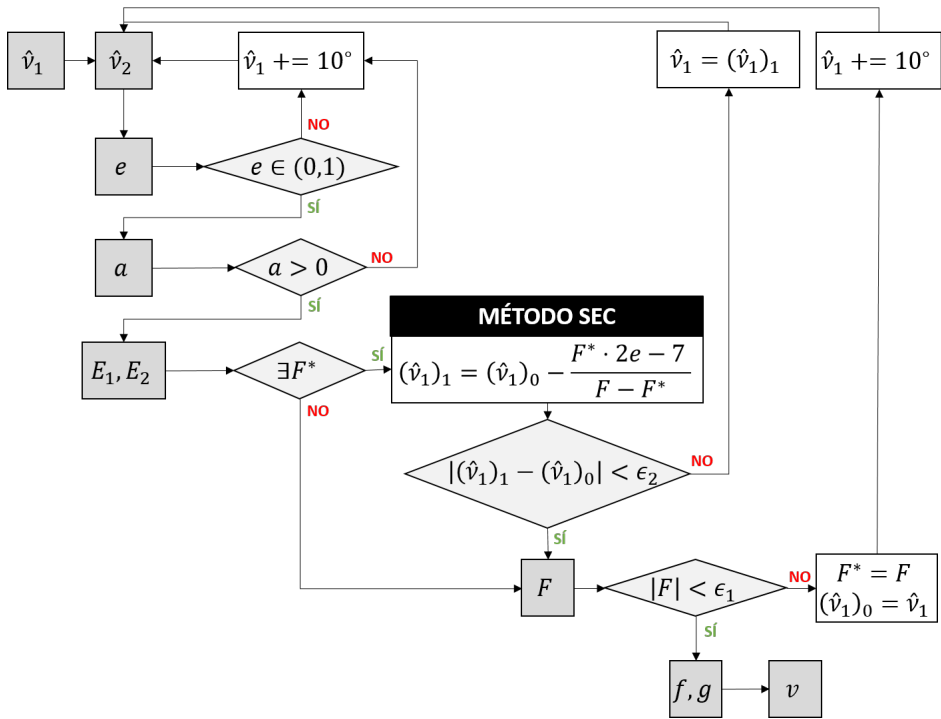 ν̂₁
ν̂₂
ν̂₁ += 10°
ν̂₁ = (ν̂₁)₁
ν̂₁ += 10°
NO
e
e ∈ (0,1)
SÍ
a
a > 0
NO
SÍ
MÉTODO SEC
E₁, E₂
∃F*
SÍ
(ν̂₁)₁ = (ν̂₁)₀ − (F* · 2e − 7)/(F − F*)
NO
|(ν̂₁)₁ − (ν̂₁)₀| < ϵ₂
NO
SÍ
F
|F| < ϵ₁
NO
F* = F
(ν̂₁)₀ = ν̂₁
SÍ
f, g
v